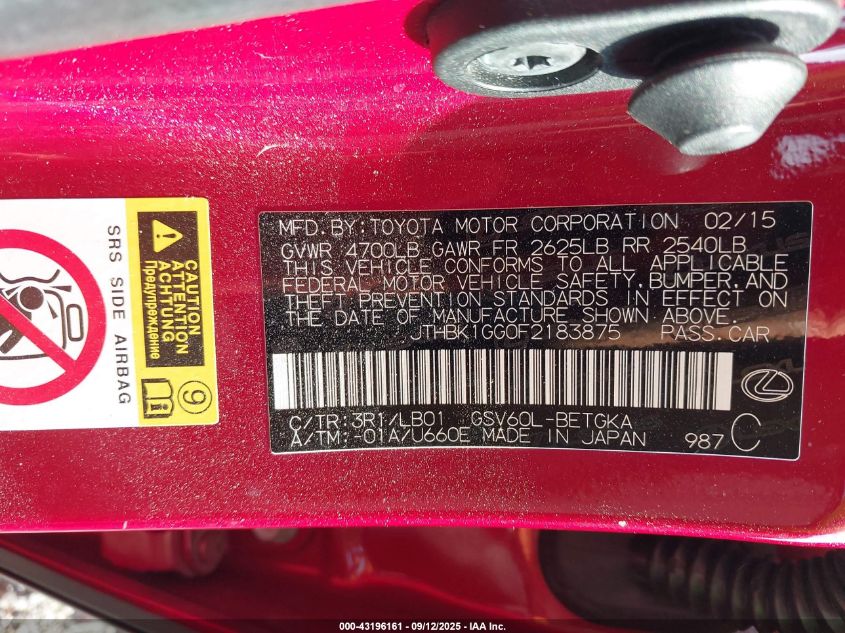 SRS SIDE AIRBAG
CAUTION
ATTENTION
ACHTUNG
Предупреждение
9
MFD. BY: TOYOTA MOTOR CORPORATION 02/15
GVWR 4700LB GAWR FR 2625LB RR 2540LB
THIS VEHICLE CONFORMS TO ALL APPLICABLE
FEDERAL MOTOR VEHICLE SAFETY, BUMPER, AND
THEFT PREVENTION STANDARDS IN EFFECT ON
THE DATE OF MANUFACTURE SHOWN ABOVE.
JTHBK1GG0F2183875 PASS. CAR
C/TR: 3R1/LB01 GSV60L-BETGKA
A/TM: -01A/U660E MADE IN JAPAN 987 C
000-43196161 - 09/12/2025 - IAA Inc.